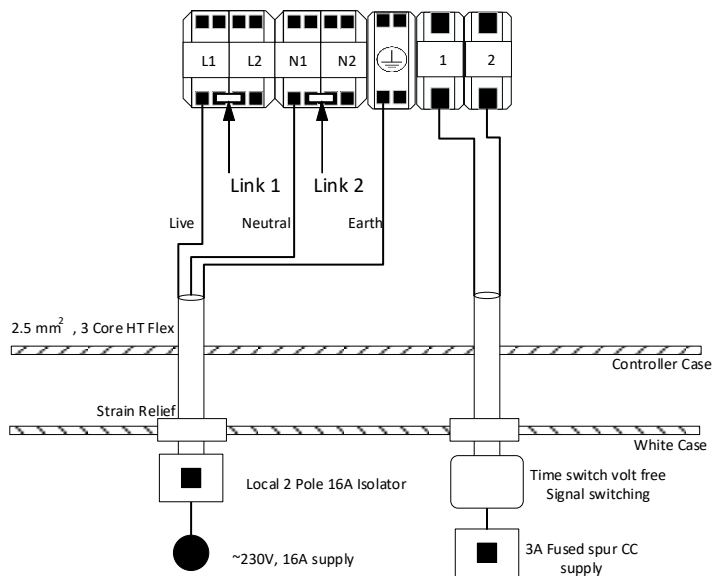 L1 L2 N1 N2 1 2
Link 1 Link 2
Live Neutral Earth
2.5 mm2 , 3 Core HT Flex
Controller Case
Strain Relief
White Case
Local 2 Pole 16A Isolator
Time switch volt free
Signal switching
~230V, 16A supply
3A Fused spur CC
supply